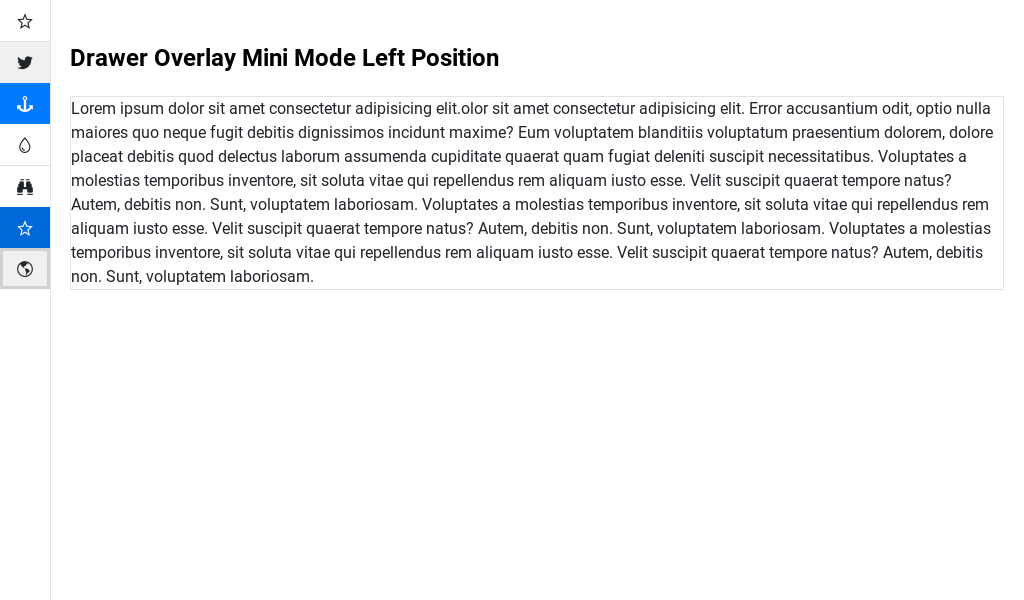 Drawer Overlay Mini Mode Left Position
Lorem ipsum dolor sit amet consectetur adipisicing elit.olor sit amet consectetur adipisicing elit. Error accusantium odit, optio nulla
maiores quo neque fugit debitis dignissimos incidunt maxime? Eum voluptatem blanditiis voluptatum praesentium dolorem, dolore
placeat debitis quod delectus laborum assumenda cupiditate quaerat quam fugiat deleniti suscipit necessitatibus. Voluptates a
molestias temporibus inventore, sit soluta vitae qui repellendus rem aliquam iusto esse. Velit suscipit quaerat tempore natus?
Autem, debitis non. Sunt, voluptatem laboriosam. Voluptates a molestias temporibus inventore, sit soluta vitae qui repellendus rem
aliquam iusto esse. Velit suscipit quaerat tempore natus? Autem, debitis non. Sunt, voluptatem laboriosam. Voluptates a molestias
temporibus inventore, sit soluta vitae qui repellendus rem aliquam iusto esse. Velit suscipit quaerat tempore natus? Autem, debitis
non. Sunt, voluptatem laboriosam.